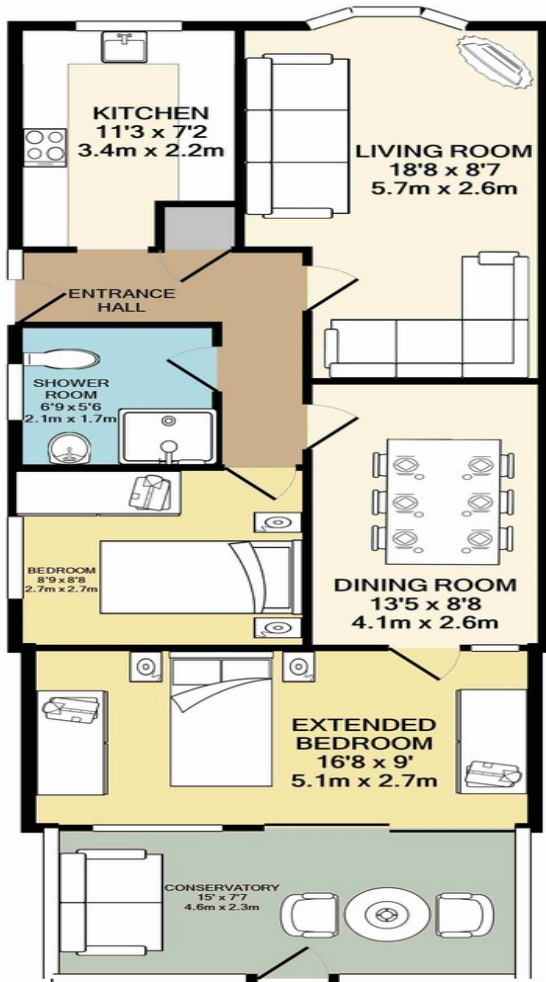 KITCHEN
11'3 x 7'2
3.4m x 2.2m
LIVING ROOM
18'8 x 8'7
5.7m x 2.6m
ENTRANCE
HALL
SHOWER
ROOM
6'9 x 5'6
2.1m x 1.7m
BEDROOM
8'9 x 8'8
2.7m x 2.7m
DINING ROOM
13'5 x 8'8
4.1m x 2.6m
EXTENDED
BEDROOM
16'8 x 9'
5.1m x 2.7m
CONSERVATORY
15' x 7'7
4.6m x 2.3m